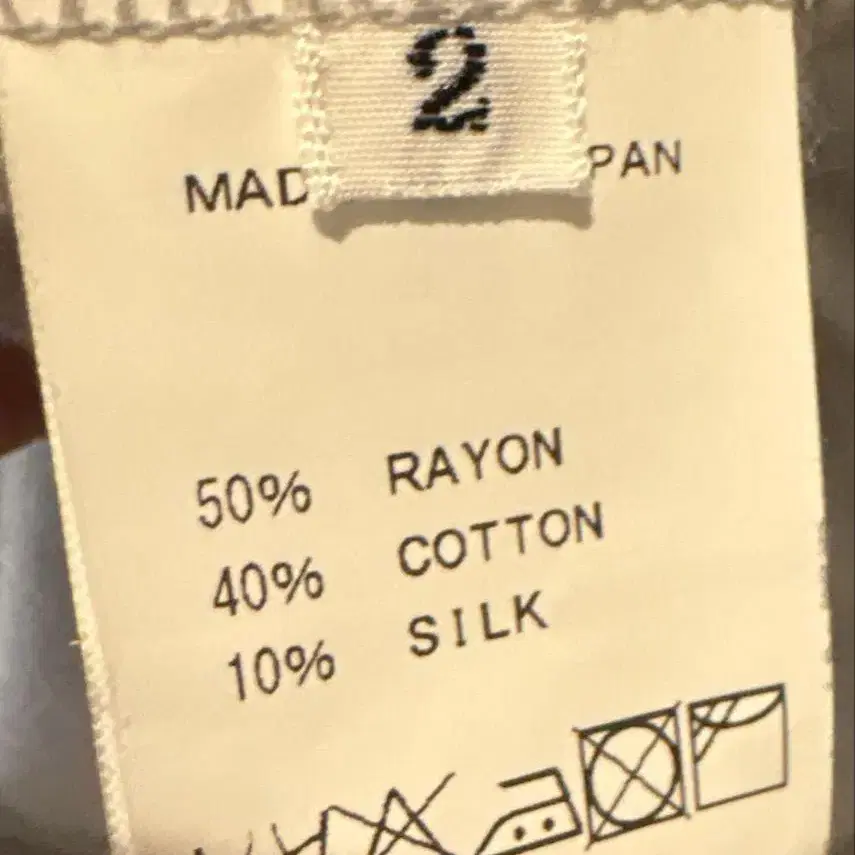 2
MAD PAN
50% RAYON
40% COTTON
10% SILK